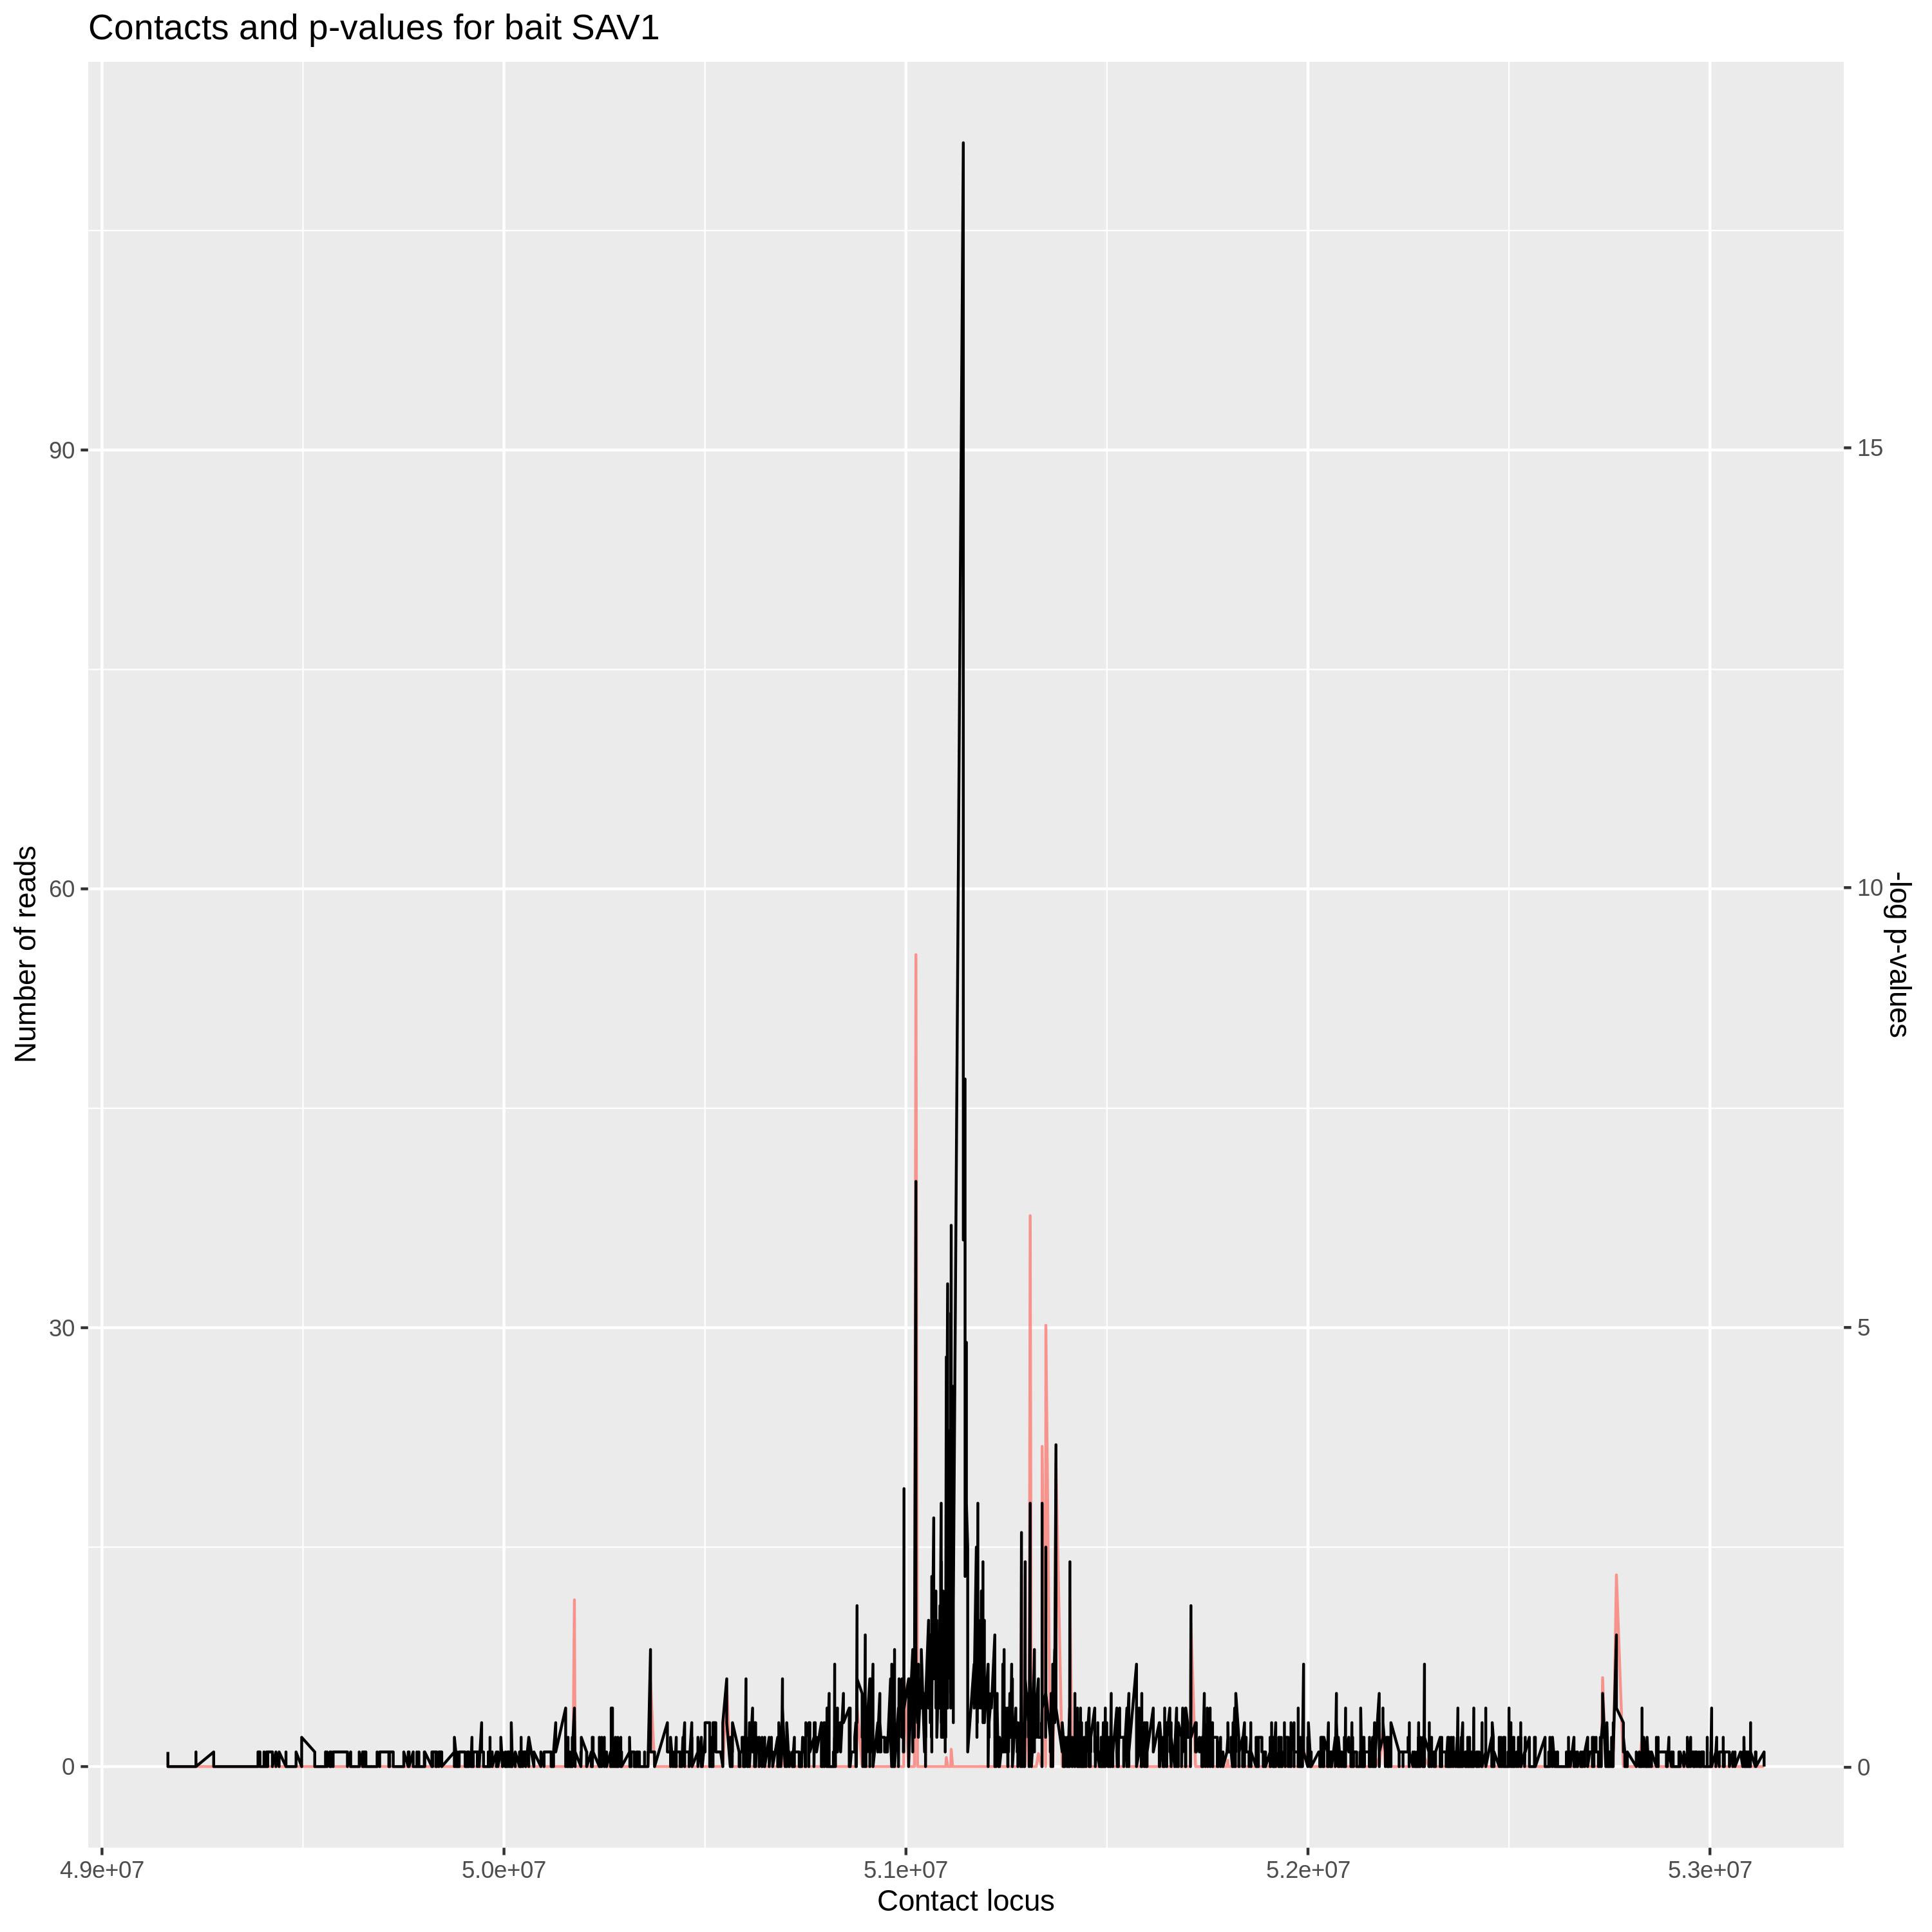 Contacts and p-values for bait SAV1
Number of reads
90
60
30
0
15
10
5
0
-log p-values
4.9e+07
5.0e+07
5.1e+07
5.2e+07
5.3e+07
Contact locus